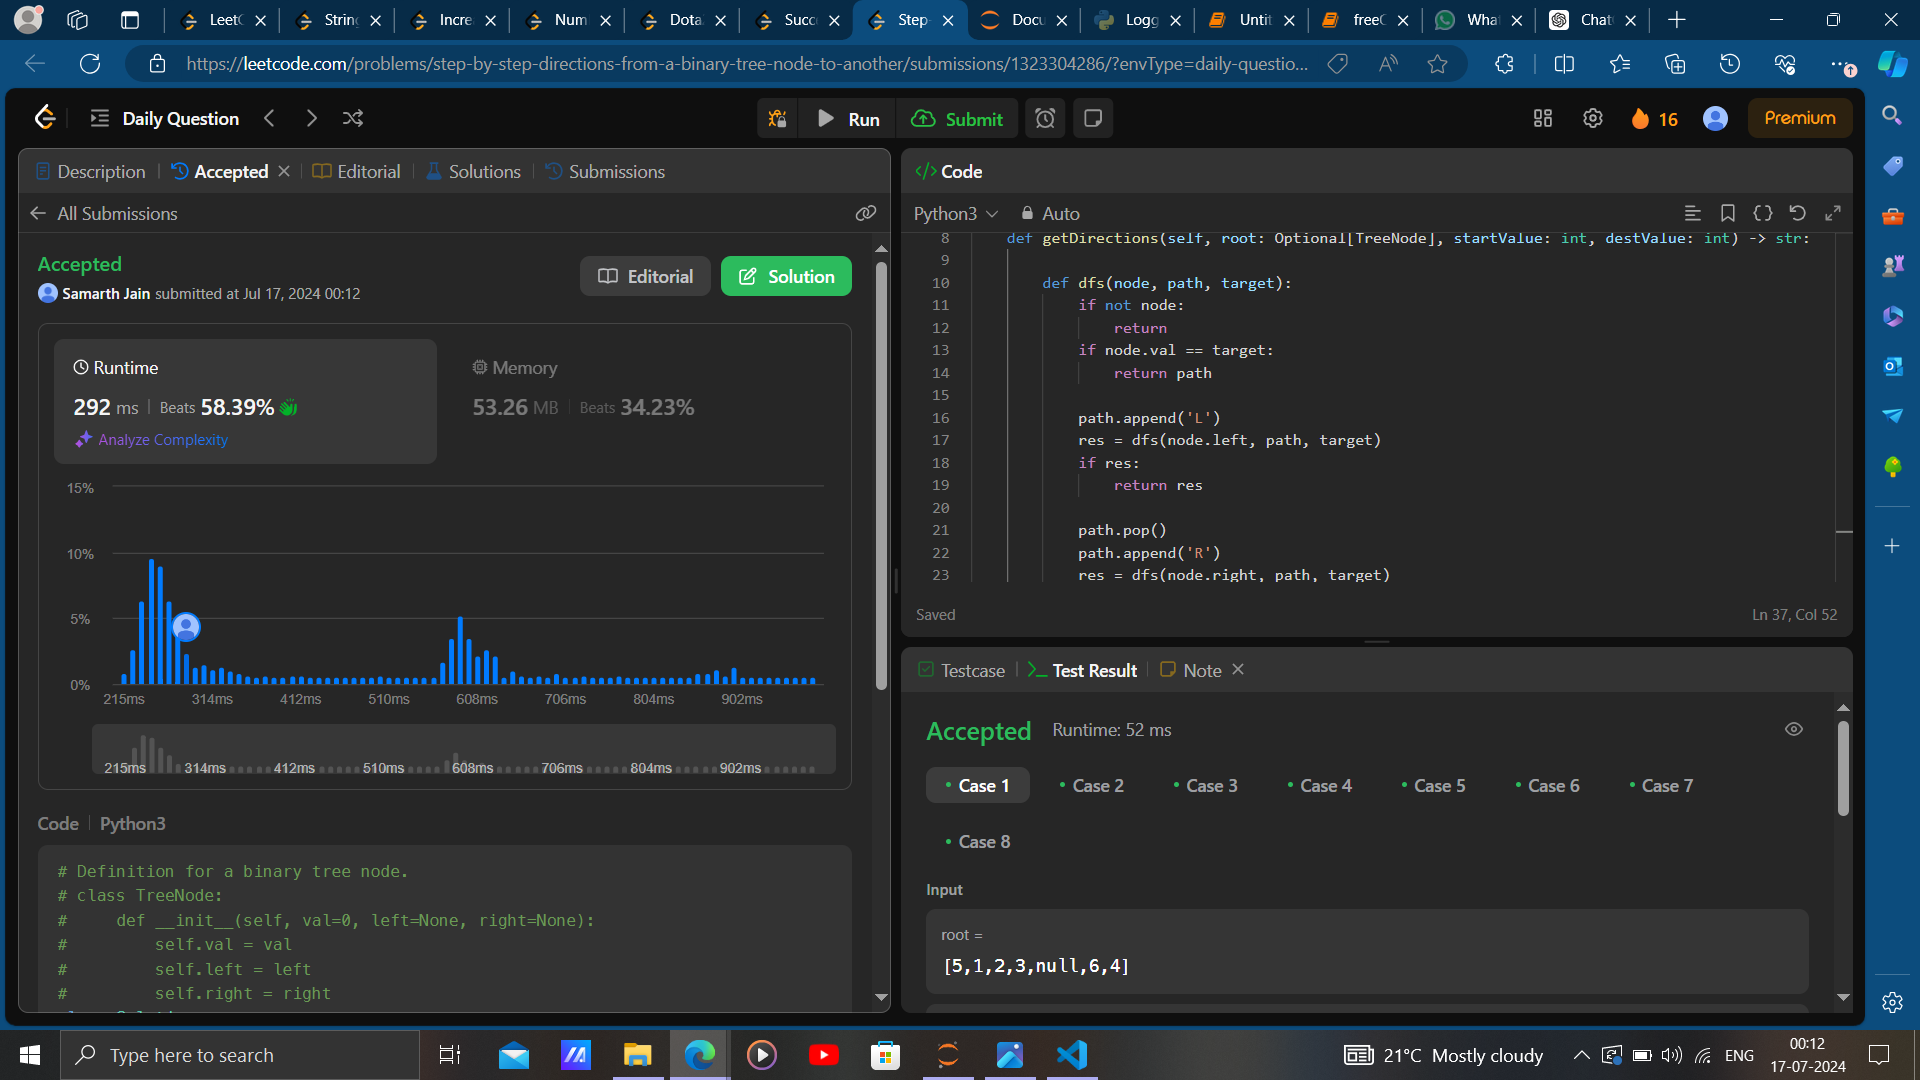 LeetC
String
Incre
Num
Dota
Succ
Step-
Docu
Logg
Untit
freeC
What
Chat
https://leetcode.com/problems/step-by-step-directions-from-a-binary-tree-node-to-another/submissions/1323304286/?envType=daily-questio...
Daily Question
Run
Submit
16
Premium
Description
Accepted
Editorial
Solutions
Submissions
All Submissions
Accepted
Samarth Jain submitted at Jul 17, 2024 00:12
Editorial
Solution
Runtime
292 ms | Beats 58.39%
Analyze Complexity
Memory
53.26 MB | Beats 34.23%
15%
10%
5%
0%
215ms 314ms 412ms 510ms 608ms 706ms 804ms 902ms
215ms 314ms 412ms 510ms 608ms 706ms 804ms 902ms
Code | Python3
# Definition for a binary tree node.
# class TreeNode:
#     def __init__(self, val=0, left=None, right=None):
#         self.val = val
#         self.left = left
#         self.right = right
</> Code
Python3
Auto
8 def getDirections(self, root: Optional[TreeNode], startValue: int, destValue: int) -> str:
9
10 def dfs(node, path, target):
11 if not node:
12 return
13 if node.val == target:
14 return path
15
16 path.append('L')
17 res = dfs(node.left, path, target)
18 if res:
19 return res
20
21 path.pop()
22 path.append('R')
23 res = dfs(node.right, path, target)
Saved
Ln 37, Col 52
Testcase
Test Result
Note
Accepted Runtime: 52 ms
Case 1
Case 2
Case 3
Case 4
Case 5
Case 6
Case 7
Case 8
Input
root =
[5,1,2,3,null,6,4]
Type here to search
21°C Mostly cloudy
ENG
00:12
17-07-2024